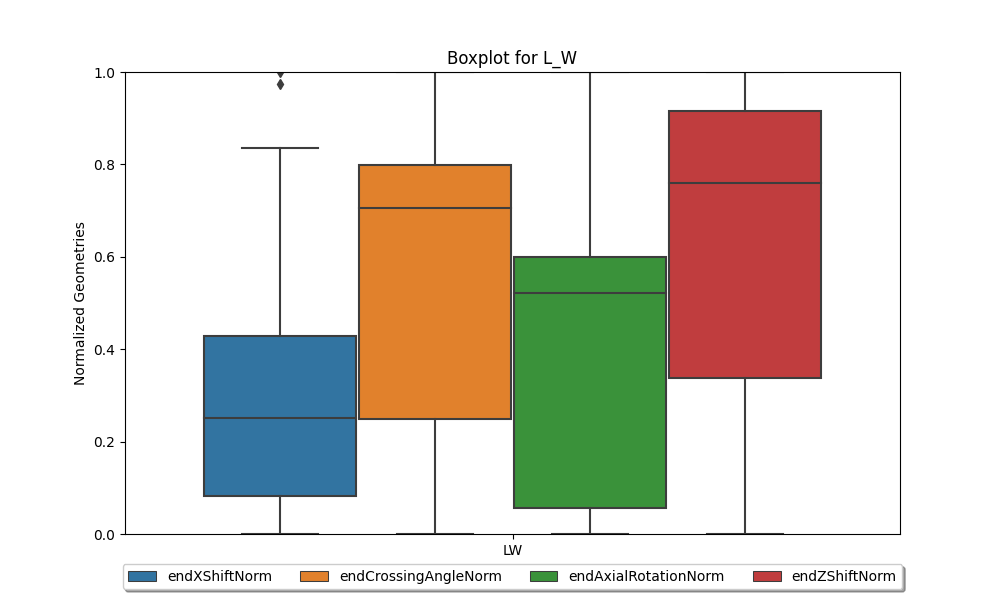 Boxplot for L_W
Normalized Geometries
1.0
0.8
0.6
0.4
0.2
0.0
LW
endXShiftNorm endCrossingAngleNorm endAxialRotationNorm endZShiftNorm